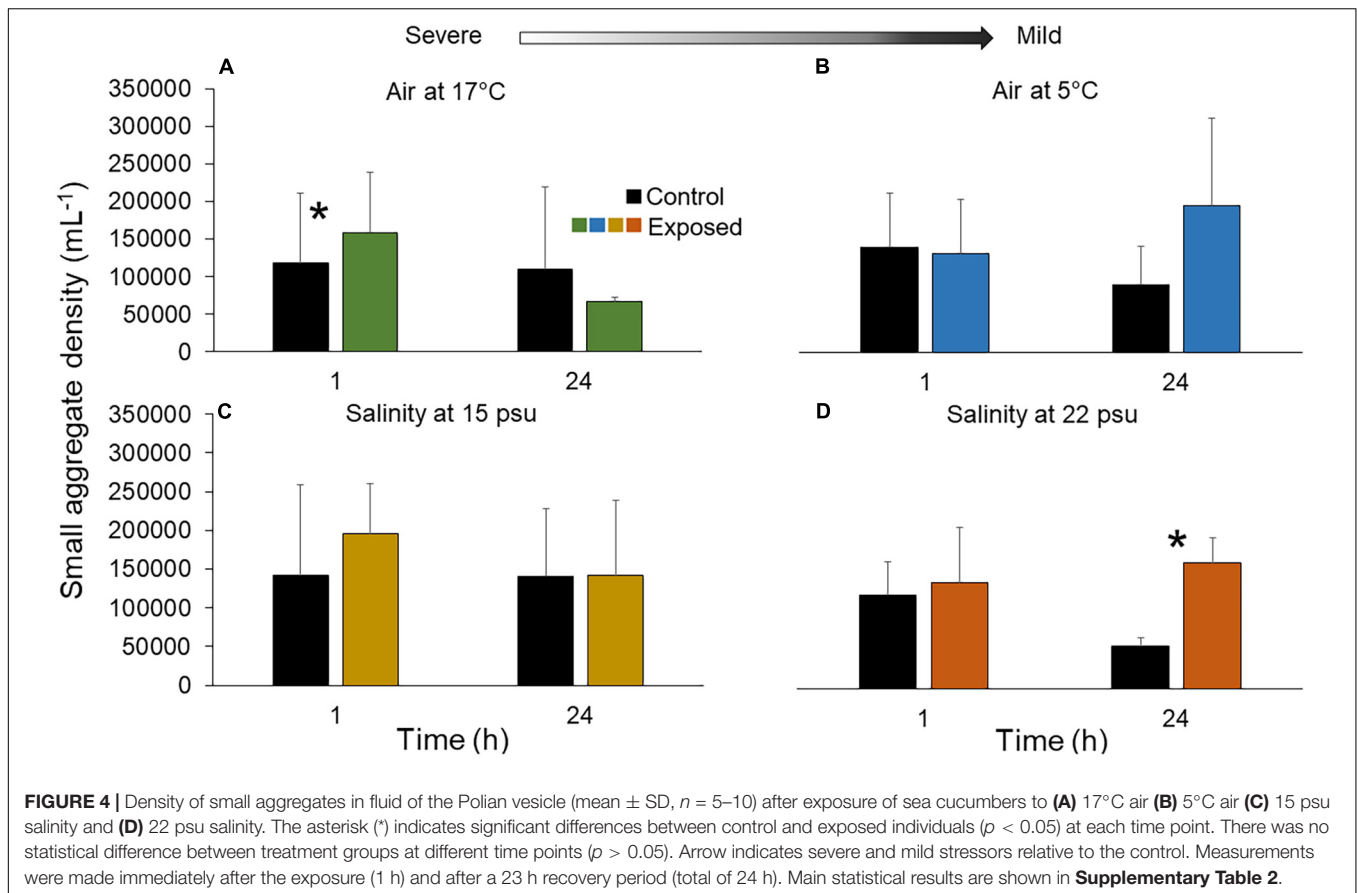 Severe Mild
A
Air at 17°C
B
Air at 5°C
Small aggregate density (mL-1)
350000
300000
250000
200000
150000
100000
50000
0
*
Control
Exposed
1 24
1 24
C
Salinity at 15 psu
D
Salinity at 22 psu
350000
300000
250000
200000
150000
100000
50000
0
*
1 24
1 24
Time (h)
Time (h)
FIGURE 4 | Density of small aggregates in fluid of the Polian vesicle (mean ± SD, n = 5–10) after exposure of sea cucumbers to (A) 17°C air (B) 5°C air (C) 15 psu
salinity and (D) 22 psu salinity. The asterisk (*) indicates significant differences between control and exposed individuals (p < 0.05) at each time point. There was no
statistical difference between treatment groups at different time points (p > 0.05). Arrow indicates severe and mild stressors relative to the control. Measurements
were made immediately after the exposure (1 h) and after a 23 h recovery period (total of 24 h). Main statistical results are shown in Supplementary Table 2.